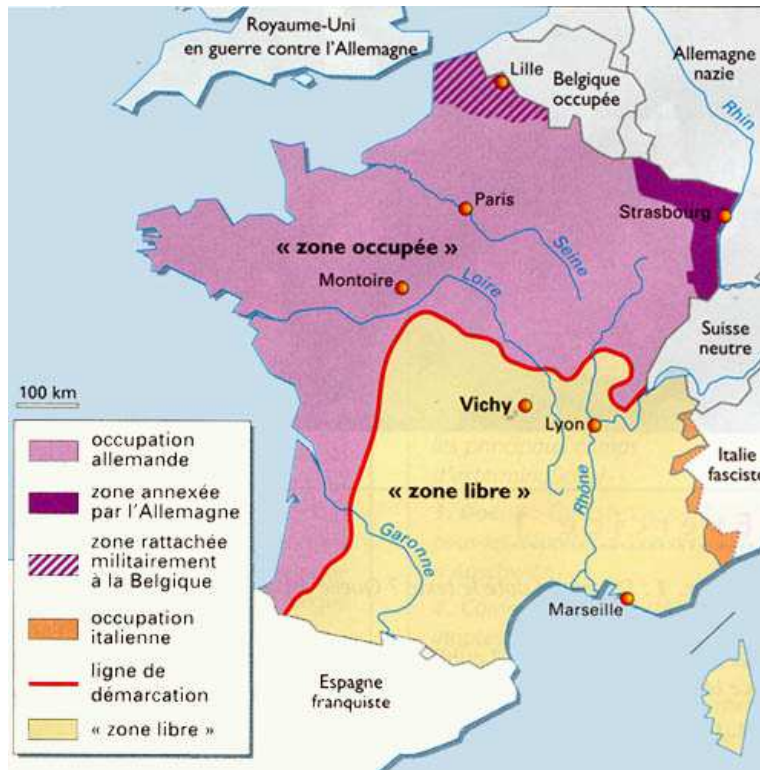 Royaume-Uni
en guerre contre l'Allemagne
Lille
Belgique
occupée
Allemagne
nazie
Rhin
Paris
Strasbourg
« zone occupée »
Seine
Montoire
Loire
Suisse
neutre
100 km
Vichy
Lyon
Italie
fasciste
« zone libre »
Rhône
Garonne
Marseille
Espagne
franquiste
occupation
allemande
zone annexée
par l'Allemagne
zone rattachée
militairement
à la Belgique
occupation
italienne
ligne de
démarcation
« zone libre »